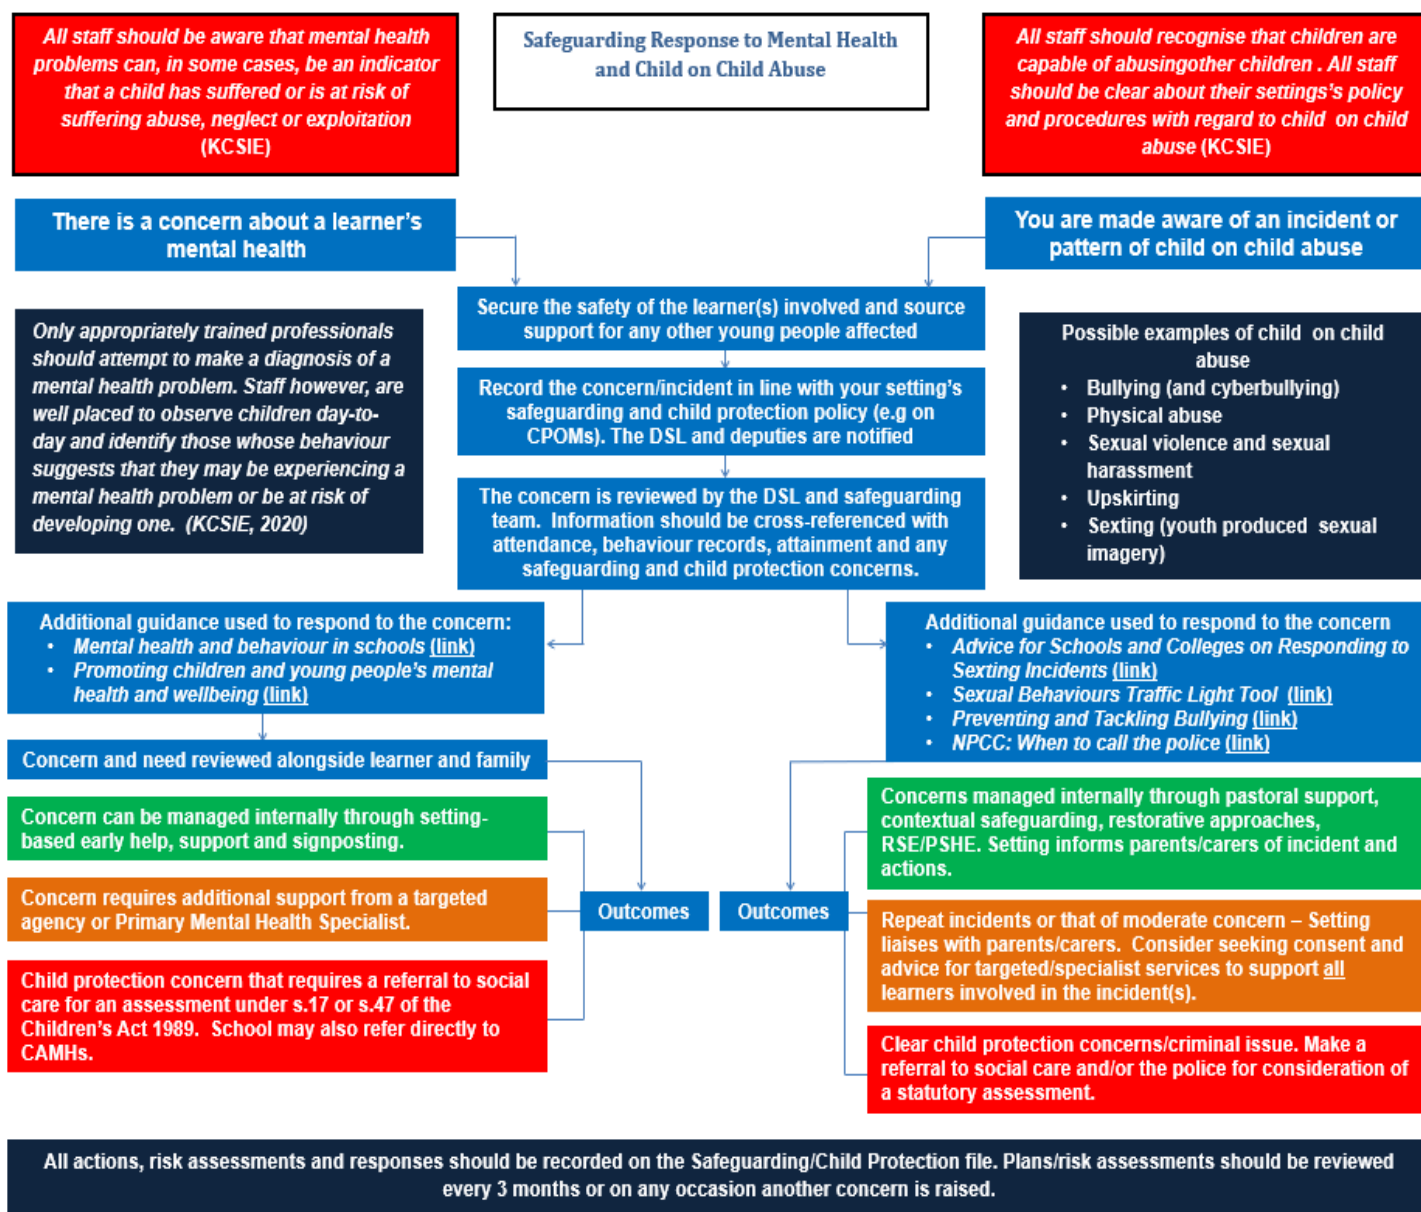 All staff should be aware that mental health
problems can, in some cases, be an indicator
that a child has suffered or is at risk of
suffering abuse, neglect or exploitation
(KCSIE)
Safeguarding Response to Mental Health
and Child on Child Abuse
All staff should recognise that children are
capable of abusingother children . All staff
should be clear about their settings's policy
and procedures with regard to child  on child
abuse (KCSIE)
There is a concern about a learner's
mental health
You are made aware of an incident or
pattern of child on child abuse
Secure the safety of the learner(s) involved and source
support for any other young people affected
Only appropriately trained professionals
should attempt to make a diagnosis of a
mental health problem. Staff however, are
well placed to observe children day-to-
day and identify those whose behaviour
suggests that they may be experiencing a
mental health problem or be at risk of
developing one.  (KCSIE, 2020)
Record the concern/incident in line with your setting's
safeguarding and child protection policy (e.g on
CPOMs). The DSL and deputies are notified
Possible examples of child  on child
abuse
• Bullying (and cyberbullying)
• Physical abuse
• Sexual violence and sexual
harassment
• Upskirting
• Sexting (youth produced  sexual
imagery)
The concern is reviewed by the DSL and safeguarding
team.  Information should be cross-referenced with
attendance, behaviour records, attainment and any
safeguarding and child protection concerns.
Additional guidance used to respond to the concern:
• Mental health and behaviour in schools (link)
• Promoting children and young people's mental
health and wellbeing (link)
Additional guidance used to respond to the concern
• Advice for Schools and Colleges on Responding to
Sexting Incidents (link)
• Sexual Behaviours Traffic Light Tool  (link)
• Preventing and Tackling Bullying (link)
• NPCC: When to call the police (link)
Concern and need reviewed alongside learner and family
Concern can be managed internally through setting-
based early help, support and signposting.
Concern requires additional support from a targeted
agency or Primary Mental Health Specialist.
Child protection concern that requires a referral to social
care for an assessment under s.17 or s.47 of the
Children's Act 1989.  School may also refer directly to
CAMHs.
Outcomes
Outcomes
Concerns managed internally through pastoral support,
contextual safeguarding, restorative approaches,
RSE/PSHE. Setting informs parents/carers of incident and
actions.
Repeat incidents or that of moderate concern – Setting
liaises with parents/carers.  Consider seeking consent and
advice for targeted/specialist services to support all
learners involved in the incident(s).
Clear child protection concerns/criminal issue. Make a
referral to social care and/or the police for consideration of
a statutory assessment.
All actions, risk assessments and responses should be recorded on the Safeguarding/Child Protection file. Plans/risk assessments should be reviewed
every 3 months or on any occasion another concern is raised.